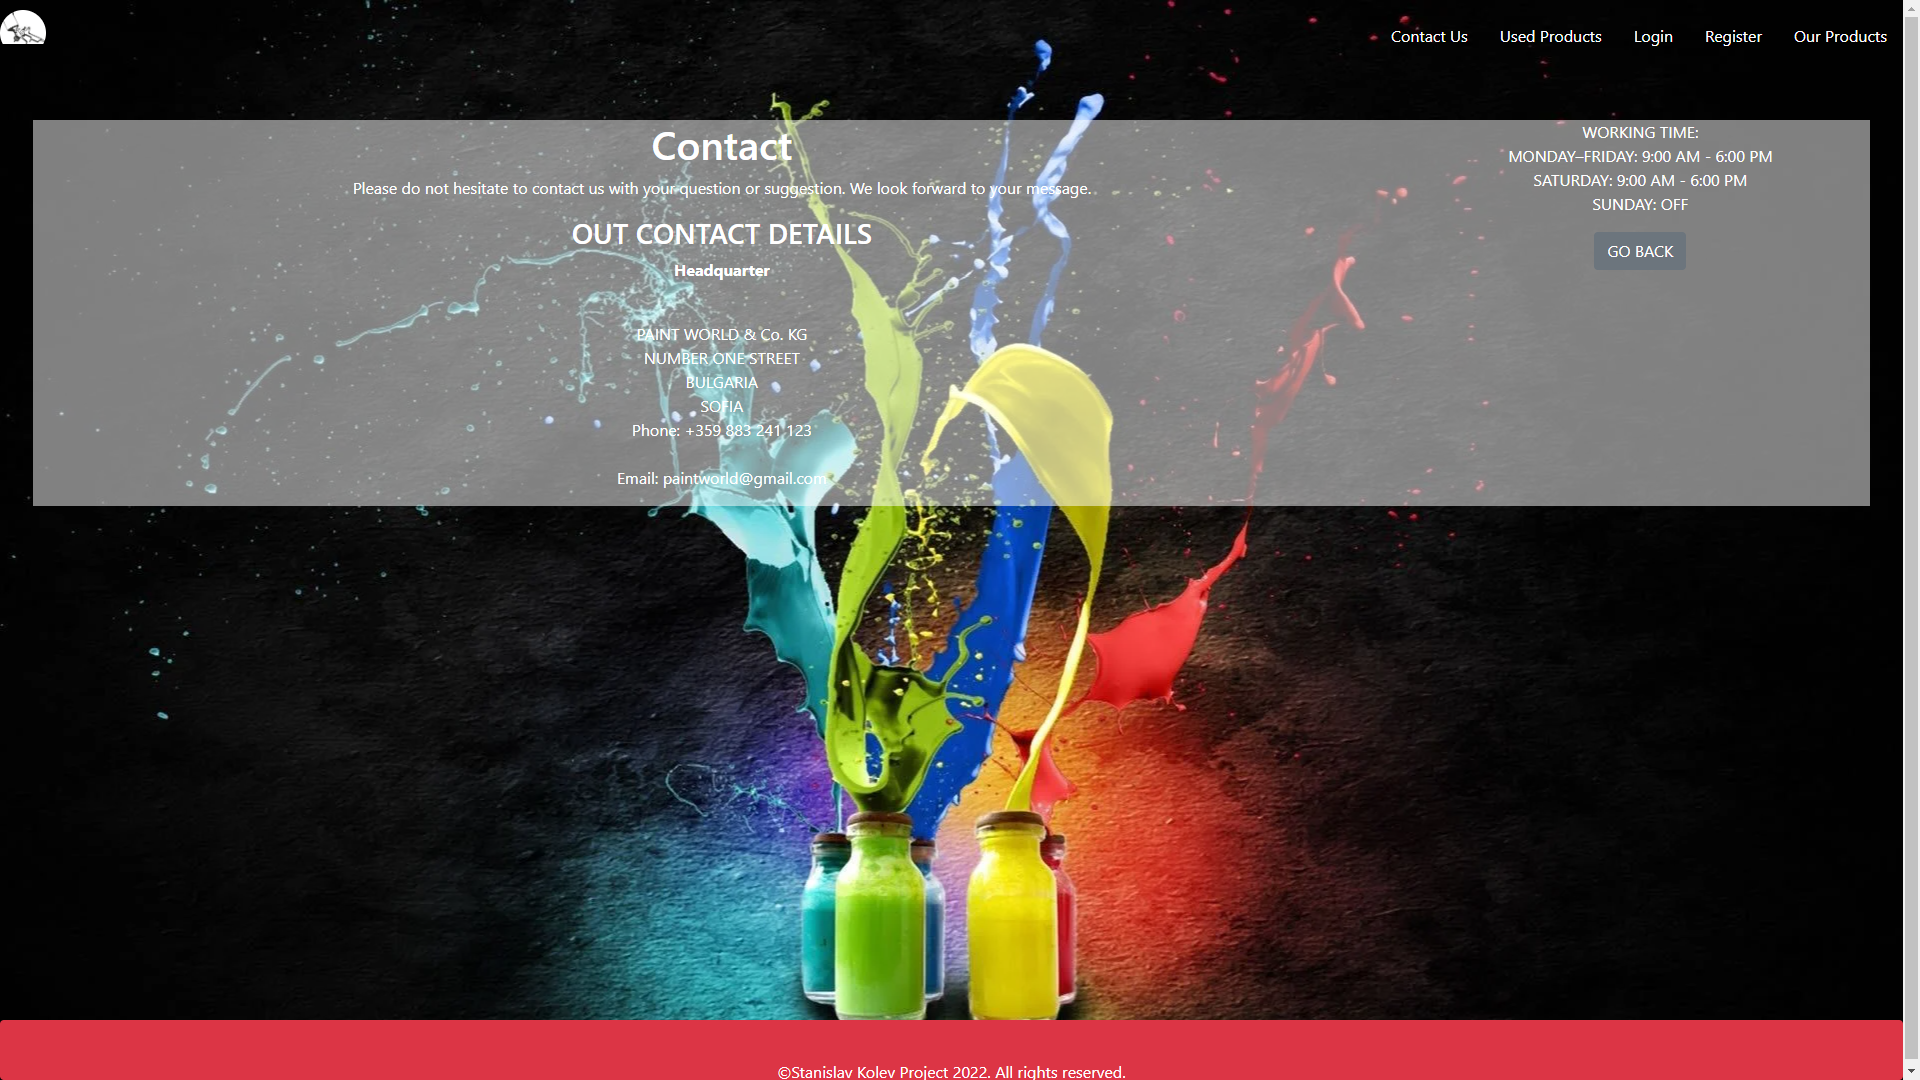 Contact Us
Used Products
Login
Register
Our Products
Contact
Please do not hesitate to contact us with your question or suggestion. We look forward to your message.
OUT CONTACT DETAILS
Headquarter
PAINT WORLD & Co. KG
NUMBER ONE STREET
BULGARIA
SOFIA
Phone: +359 883 241 123
Email: paintworld@gmail.com
WORKING TIME:
MONDAY–FRIDAY: 9:00 AM - 6:00 PM
SATURDAY: 9:00 AM - 6:00 PM
SUNDAY: OFF
GO BACK
©Stanislav Kolev Project 2022. All rights reserved.